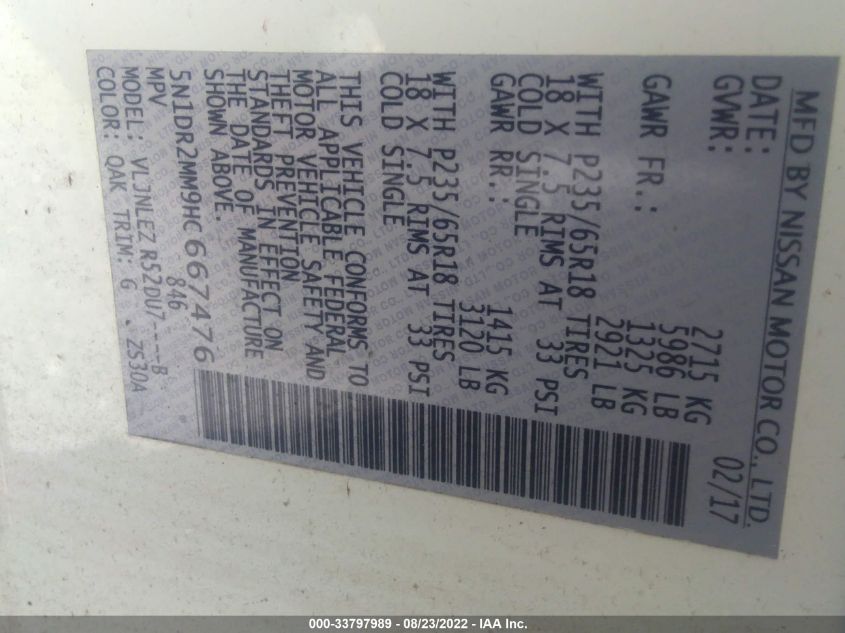 MFD BY NISSAN MOTOR CO., LTD.
DATE: 02/17
GVWR: 2715 KG
5986 LB
GAWR FR.: 1325 KG
2921 LB
WITH P235/65R18 TIRES
18 X 7.5 RIMS AT 33 PSI
COLD SINGLE
GAWR RR.: 1415 KG
3120 LB
WITH P235/65R18 TIRES
18 X 7.5 RIMS AT 33 PSI
COLD SINGLE
THIS VEHICLE CONFORMS TO
ALL APPLICABLE FEDERAL
MOTOR VEHICLE SAFETY AND
THEFT PREVENTION
STANDARDS IN EFFECT ON
THE DATE OF MANUFACTURE
SHOWN ABOVE.
5N1DR2MM9HC667476
MPV 846
MODEL: VLJNLEZ R52DU7----B
COLOR: QAK TRIM: G ZS30A
000-33797989 - 08/23/2022 - IAA Inc.